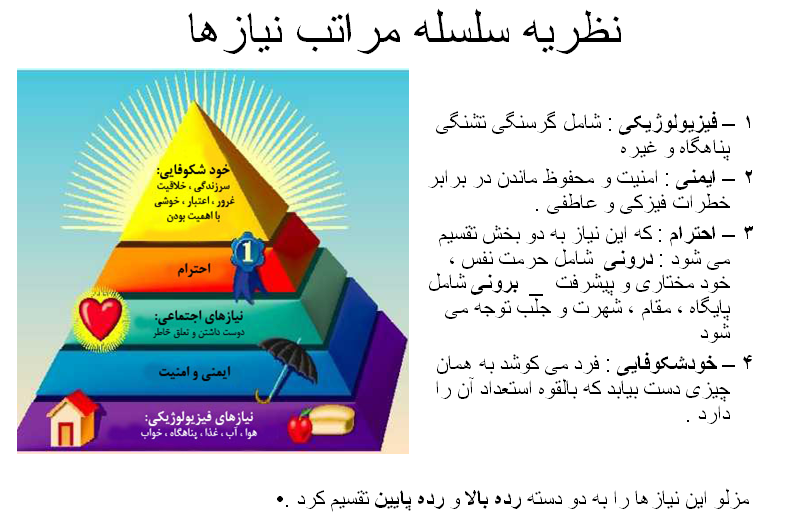 نظریه سلسله مراتب نیازها
۱ – فیزیولوژیکی : شامل گرسنگی تشنگی
پناهگاه و غیره
۲ – ایمنی : امنیت و محفوظ ماندن در برابر
خطرات فیزکی و عاطفی .
۳ – احترام : که این نیاز به دو بخش تقسیم
می شود : درونی شامل حرمت نفس ،
خود مختاری و پیشرفت _ برونی شامل
پایگاه ، مقام ، شهرت و جلب توجه می
شود
۴ – خودشکوفایی : فرد می کوشد به همان
چیزی دست بیابد که بالقوه استعداد آن را
دارد .
خود شکوفایی:
سرزندگی ، خلاقیت
غرور ، اعتبار ، خوشی
با اهمیت بودن
1
احترام
نیازهای اجتماعی:
دوست داشتن و تعلق خاطر
ایمنی و امنیت
نیازهای فیزیولوژیکی:
هوا ، آب ، غذا ، پناهگاه ، خواب
مزلو این نیازها را به دو دسته رده بالا و رده پایین تقسیم کرد .•